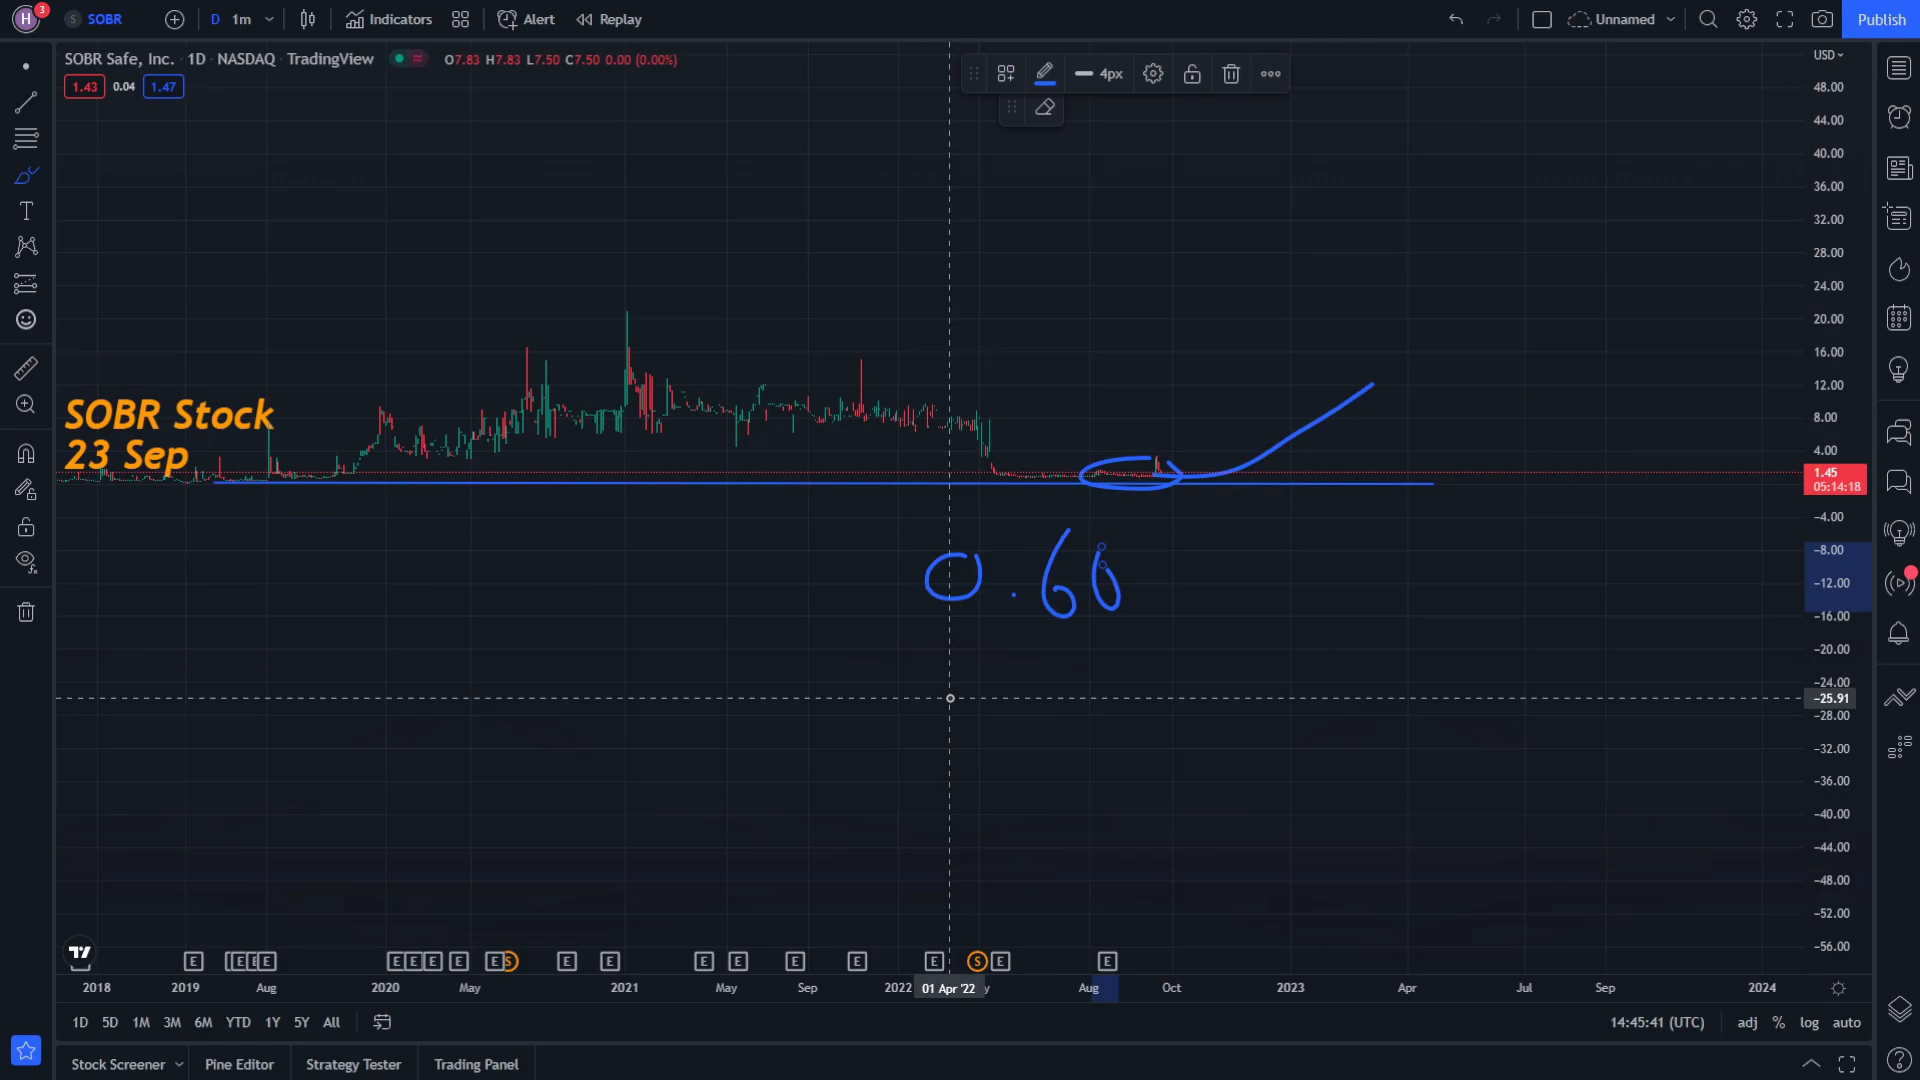 H 3 S SOBR D 1m Indicators Alert Replay Unnamed Publish
SOBR Safe, Inc. · 1D · NASDAQ · TradingView O7.83 H7.83 L7.50 C7.50 0.00 (0.00%)
1.43 0.04 1.47
4px
USD
48.00
44.00
40.00
36.00
32.00
28.00
24.00
20.00
16.00
12.00
8.00
4.00
1.45
05:14:18
−4.00
−8.00
−12.00
−16.00
−20.00
−24.00
−25.91
−28.00
−32.00
−36.00
−40.00
−44.00
−48.00
−52.00
−56.00
SOBR Stock
23 Sep
0.60
E E E E E E E E E S E E E E E E E S E E
2018 2019 Aug 2020 May 2021 May Sep 2022 01 Apr '22 Aug Oct 2023 Apr Jul Sep 2024
1D 5D 1M 3M 6M YTD 1Y 5Y All 14:45:41 (UTC) adj % log auto
Stock Screener Pine Editor Strategy Tester Trading Panel